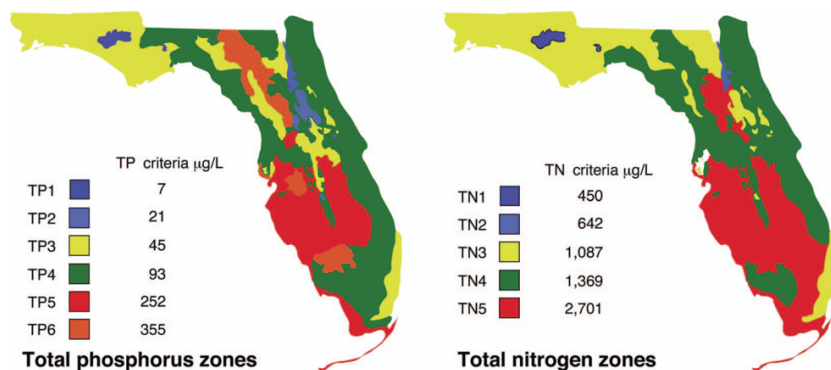 TP criteria µg/L
TP1 7
TP2 21
TP3 45
TP4 93
TP5 252
TP6 355
Total phosphorus zones
TN criteria µg/L
TN1 450
TN2 642
TN3 1,087
TN4 1,369
TN5 2,701
Total nitrogen zones